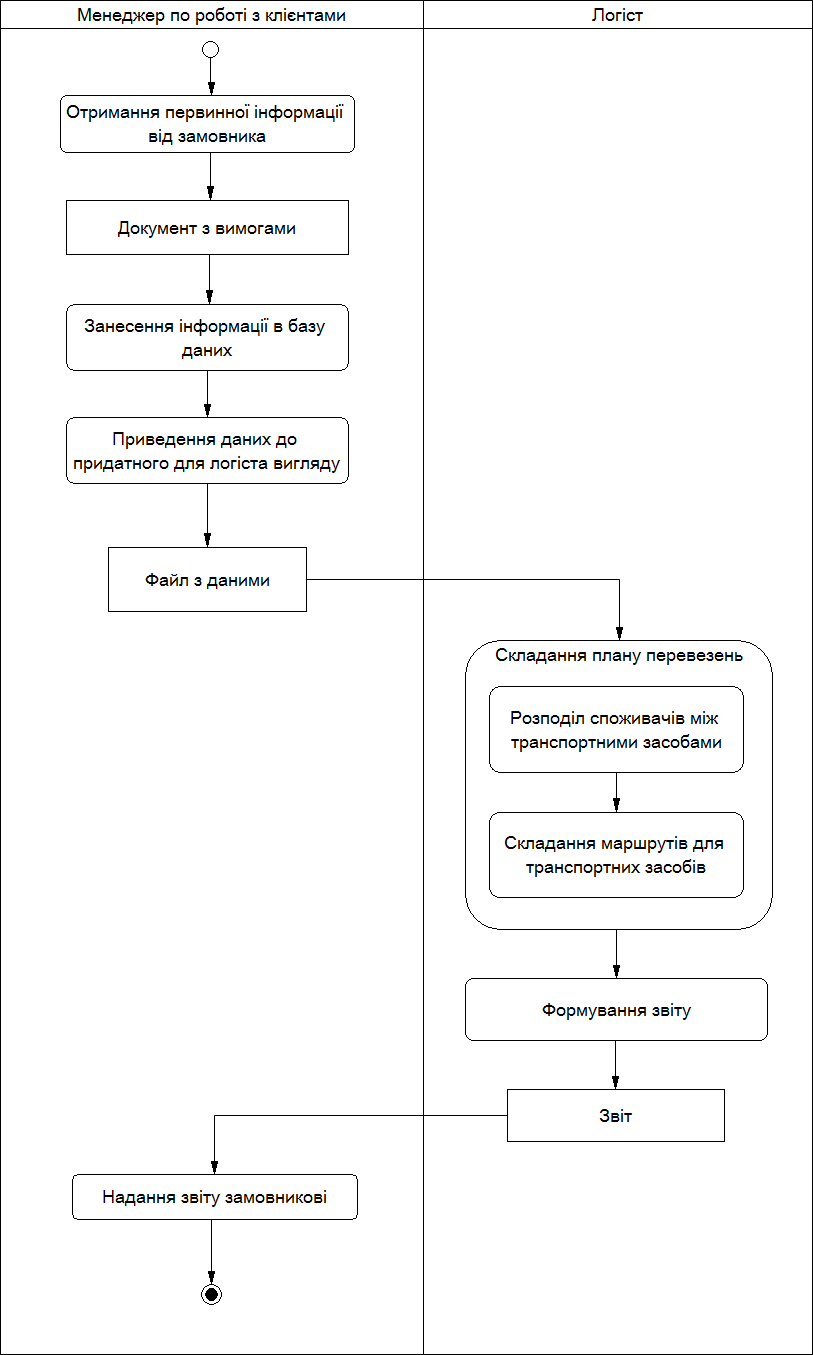 Менеджер по роботі з клієнтами
Логіст
Отримання первинної інформації
від замовника
Документ з вимогами
Занесення інформації в базу
даних
Приведення даних до
придатного для логіста вигляду
Файл з даними
Складання плану перевезень
Розподіл споживачів між
транспортними засобами
Складання маршрутів для
транспортних засобів
Формування звіту
Звіт
Надання звіту замовникові